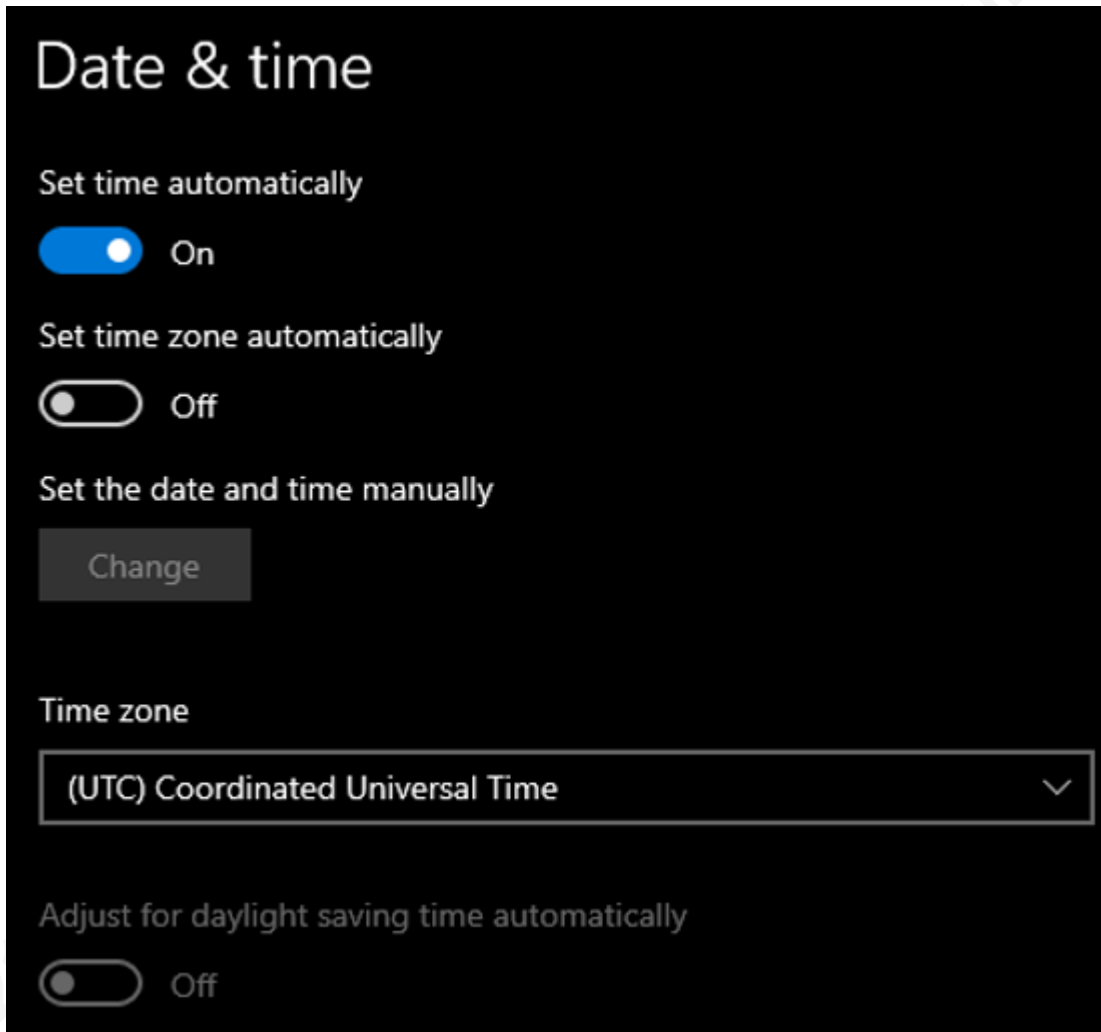 Date & time
Set time automatically
On
Set time zone automatically
Off
Set the date and time manually
Change
Time zone
(UTC) Coordinated Universal Time
Adjust for daylight saving time automatically
Off